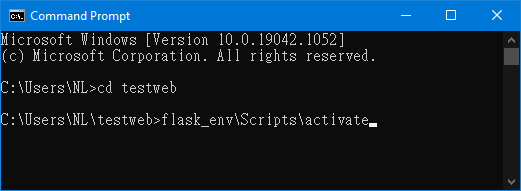 Command Prompt
Microsoft Windows [Version 10.0.19042.1052]
(c) Microsoft Corporation. All rights reserved.
C:\Users\NL>cd testweb
C:\Users\NL\testweb>flask_env\Scripts\activate